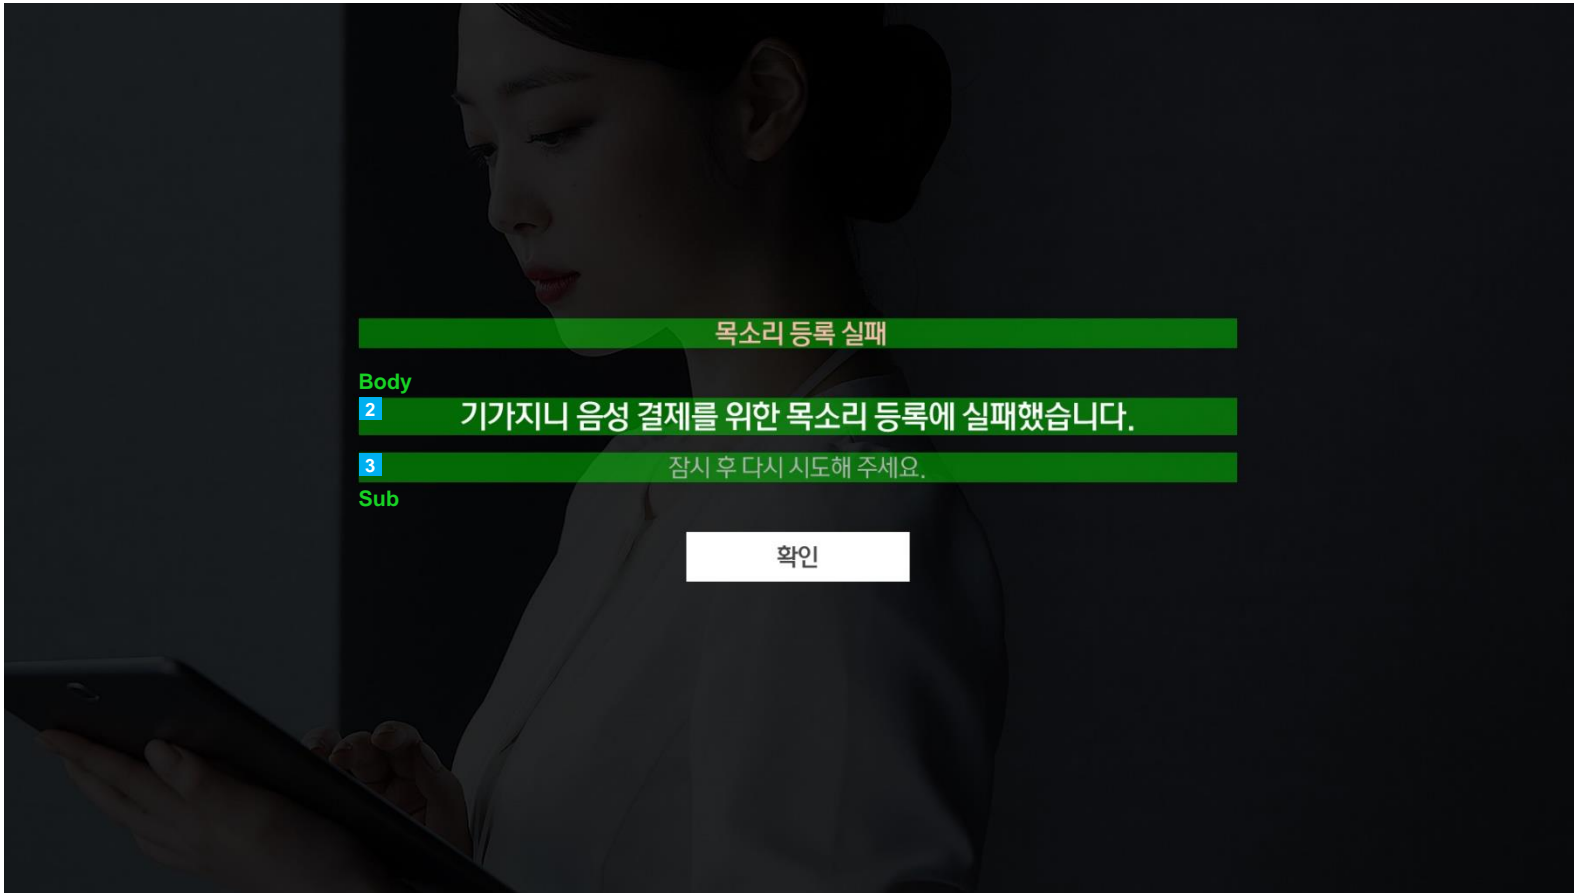 목소리 등록 실패
Body
2 기가지니 음성 결제를 위한 목소리 등록에 실패했습니다.
3 잠시 후 다시 시도해 주세요.
Sub
확인